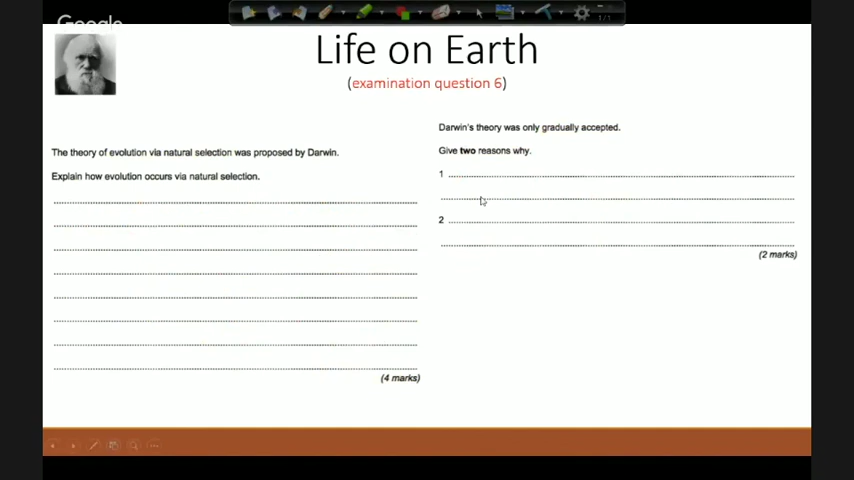 Google
Life on Earth
(examination question 6)
The theory of evolution via natural selection was proposed by Darwin.
Explain how evolution occurs via natural selection.
(4 marks)
Darwin's theory was only gradually accepted.
Give two reasons why.
1
2
(2 marks)
1/1